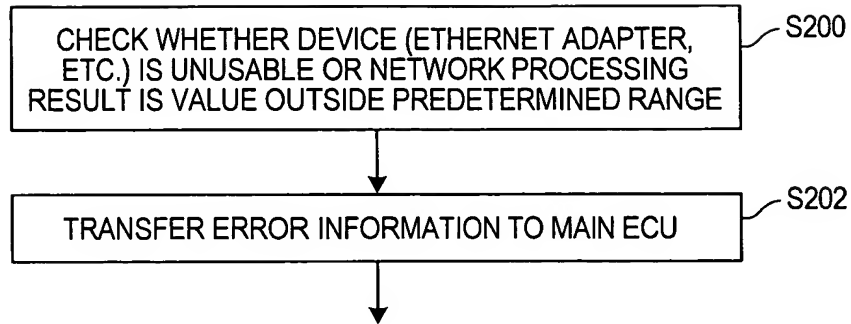 CHECK WHETHER DEVICE (ETHERNET ADAPTER,
ETC.) IS UNUSABLE OR NETWORK PROCESSING
RESULT IS VALUE OUTSIDE PREDETERMINED RANGE
S200
TRANSFER ERROR INFORMATION TO MAIN ECU
S202